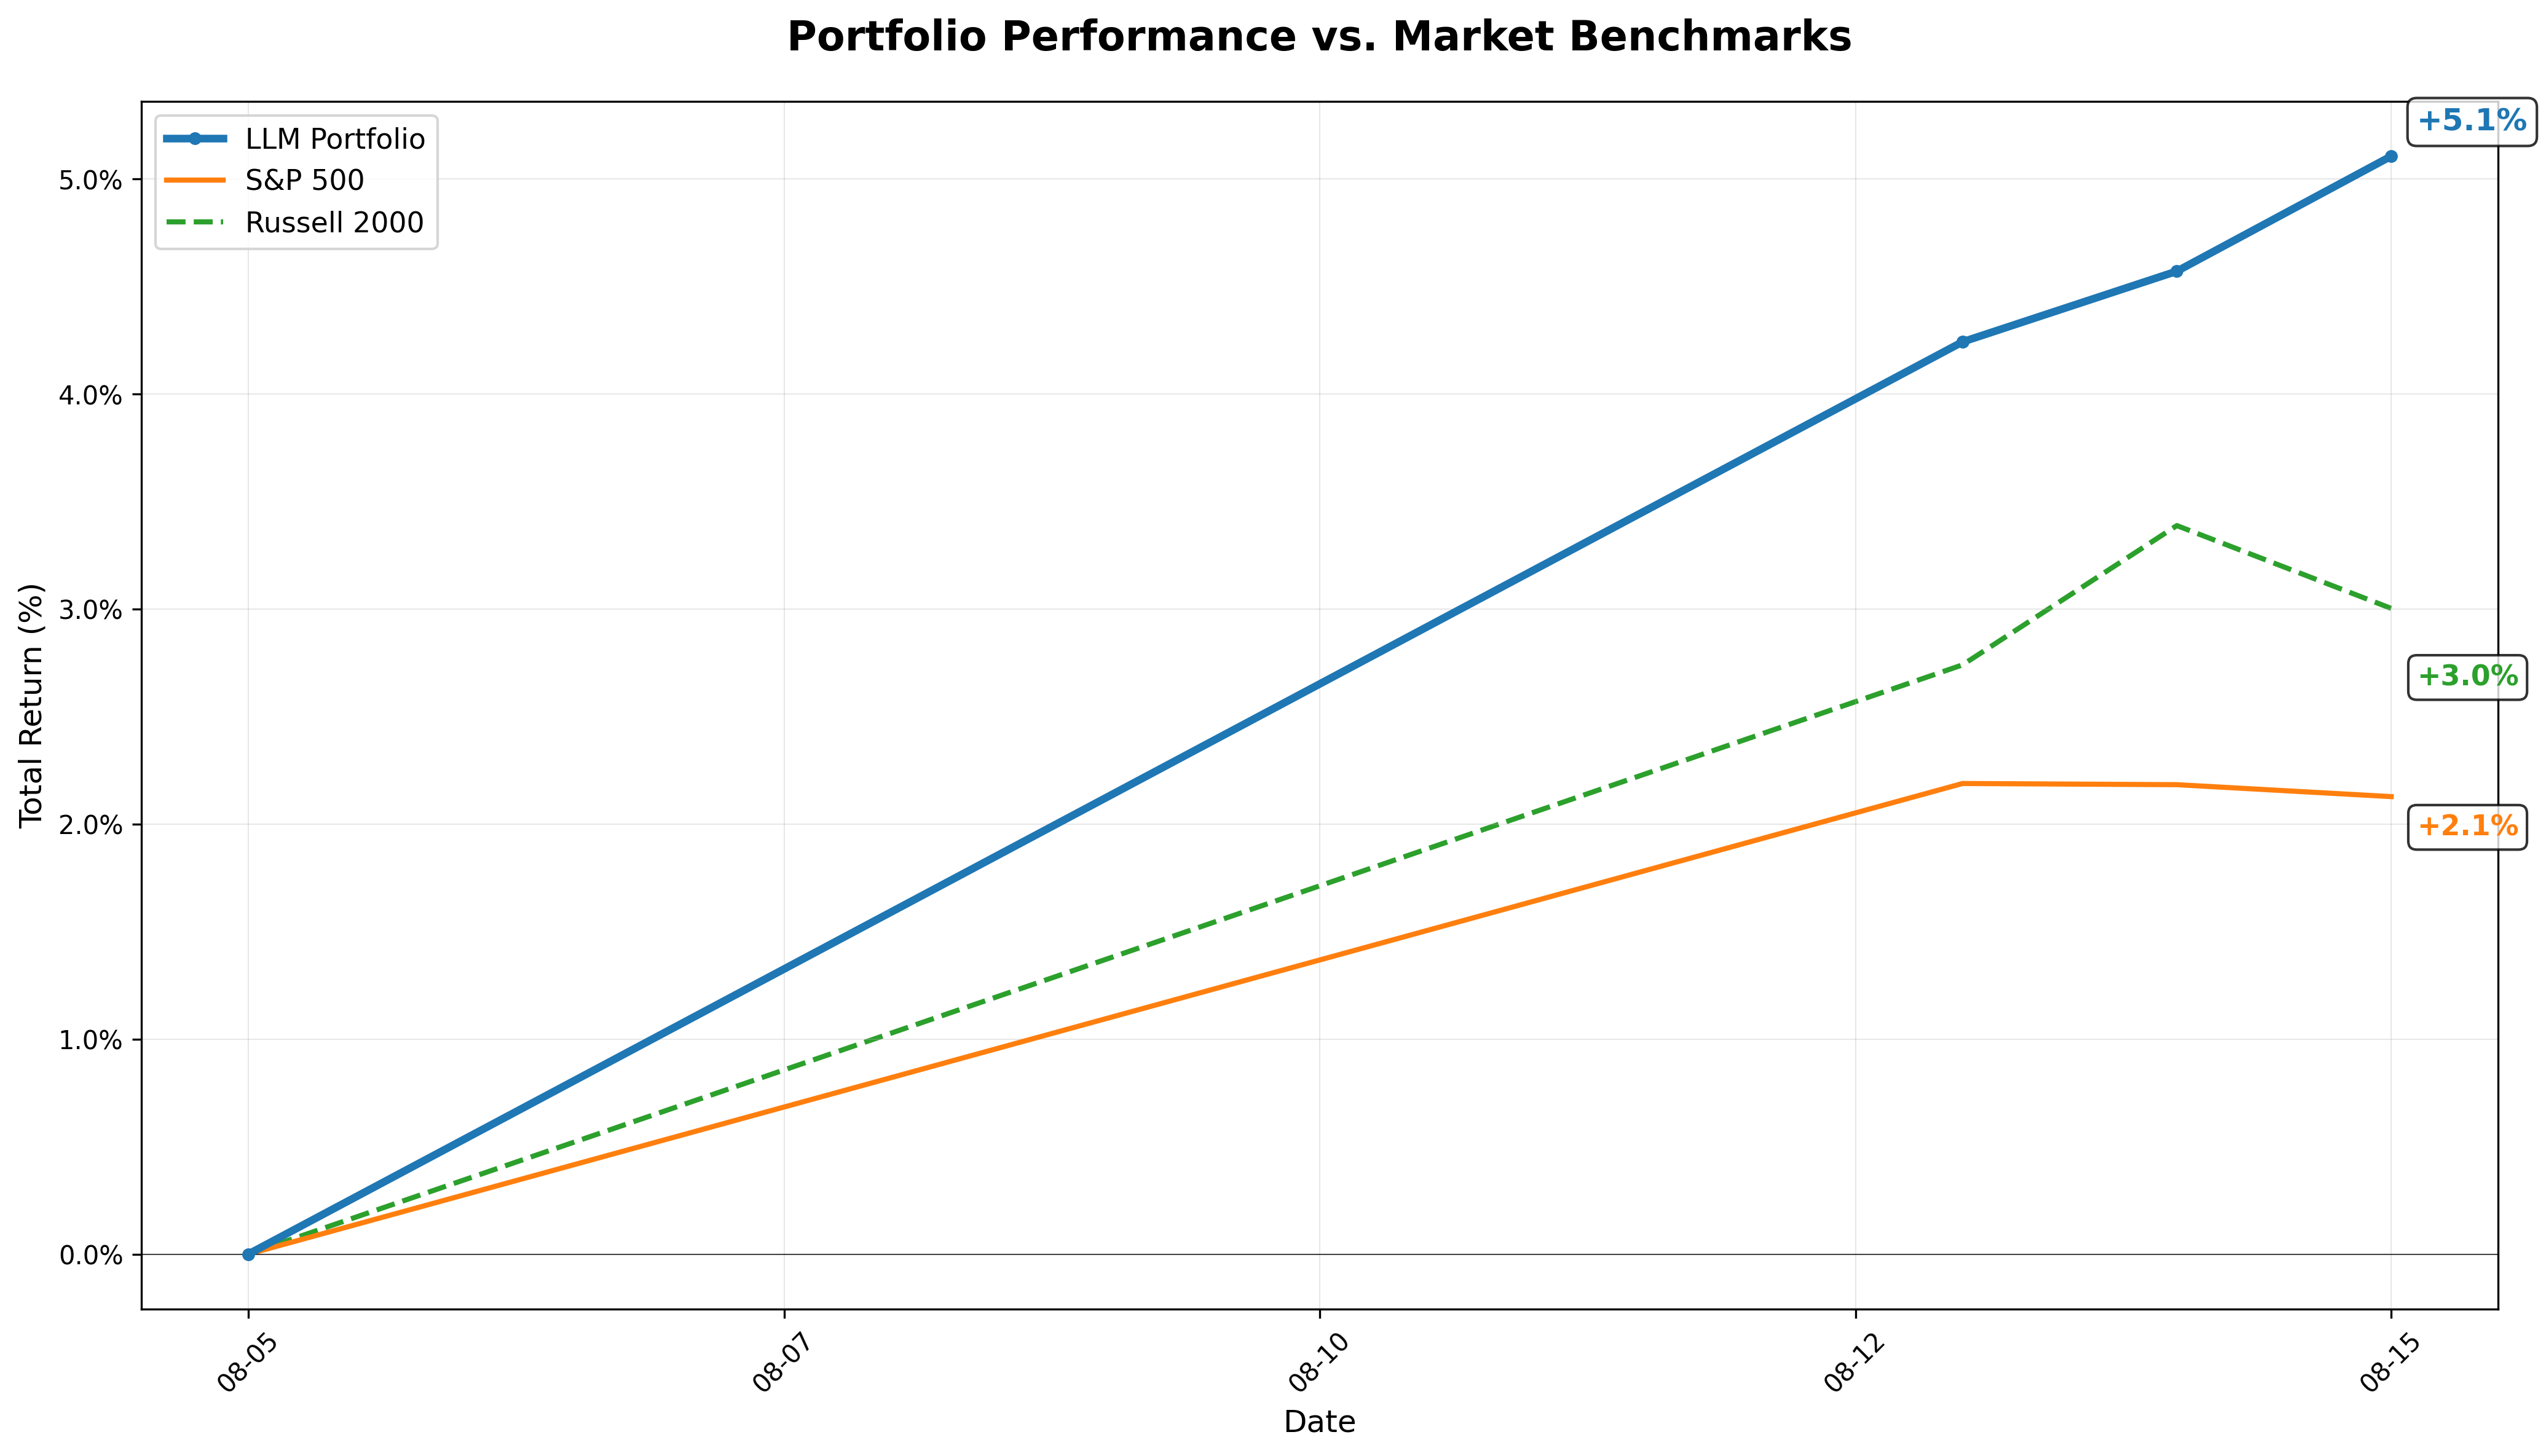 Portfolio Performance vs. Market Benchmarks
LLM Portfolio
S&P 500
Russell 2000
+5.1%
+3.0%
+2.1%
Total Return (%)
5.0%
4.0%
3.0%
2.0%
1.0%
0.0%
08-05
08-07
08-10
08-12
08-15
Date